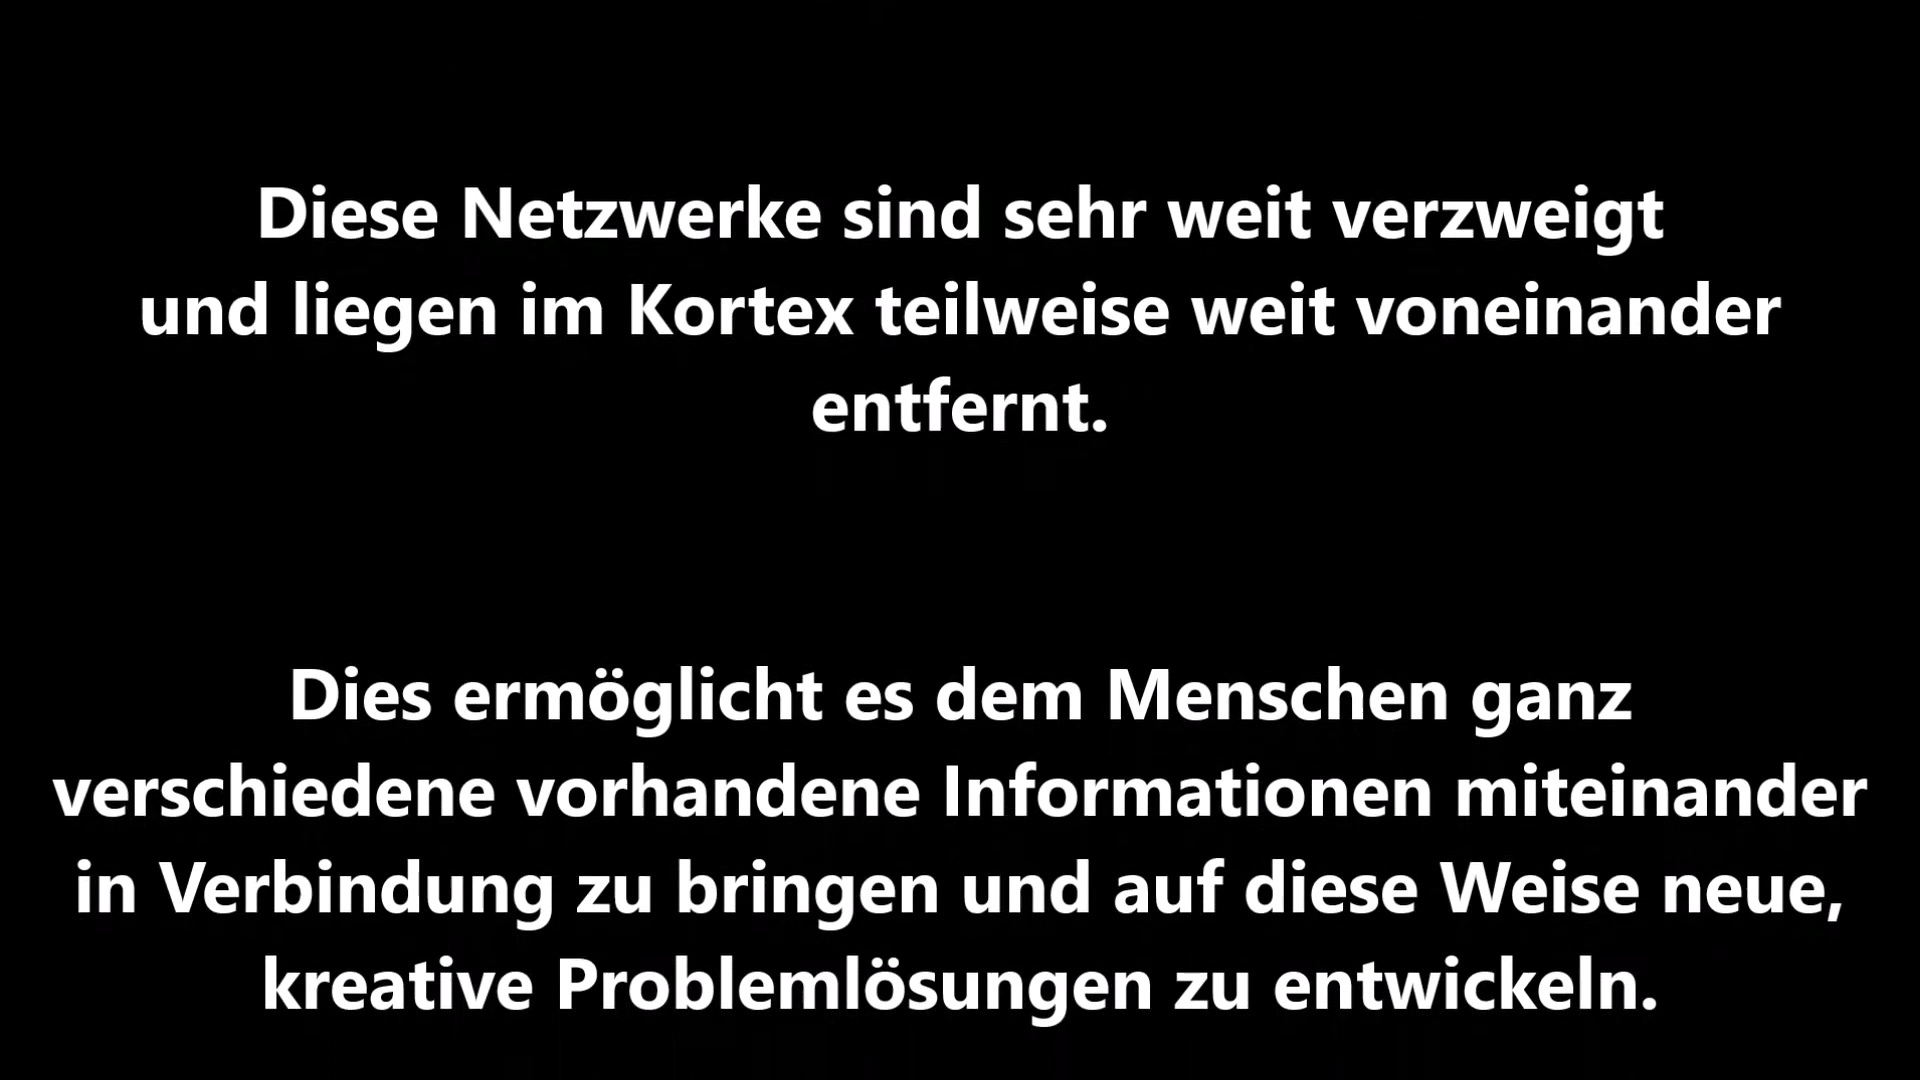 Diese Netzwerke sind sehr weit verzweigt
und liegen im Kortex teilweise weit voneinander
entfernt.
Dies ermöglicht es dem Menschen ganz
verschiedene vorhandene Informationen miteinander
in Verbindung zu bringen und auf diese Weise neue,
kreative Problemlösungen zu entwickeln.